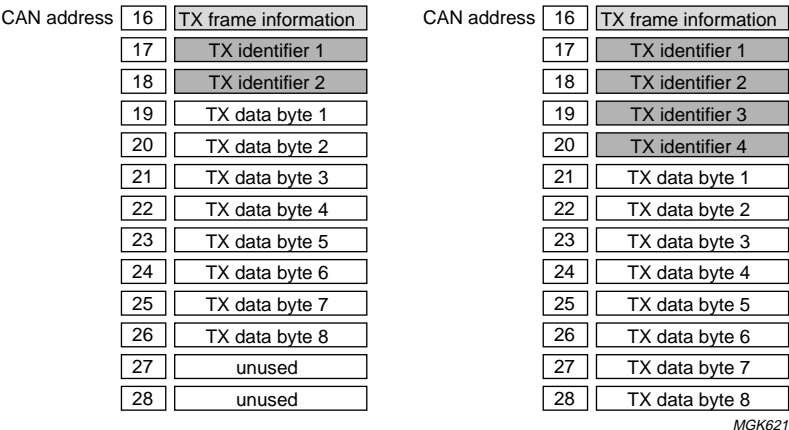 CAN address 16 TX frame information CAN address 16 TX frame information
17 TX identifier 1 17 TX identifier 1
18 TX identifier 2 18 TX identifier 2
19 TX data byte 1 19 TX identifier 3
20 TX data byte 2 20 TX identifier 4
21 TX data byte 3 21 TX data byte 1
22 TX data byte 4 22 TX data byte 2
23 TX data byte 5 23 TX data byte 3
24 TX data byte 6 24 TX data byte 4
25 TX data byte 7 25 TX data byte 5
26 TX data byte 8 26 TX data byte 6
27 unused 27 TX data byte 7
28 unused 28 TX data byte 8
MGK621